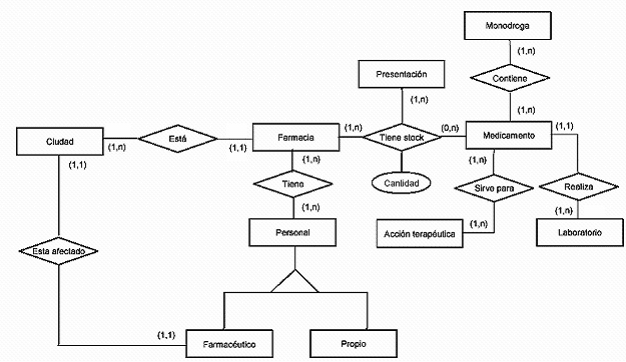 Monodroga
(1,n)
Presentación
Contiene
(1,n)
(1,n)
Ciudad
Está
Farmacia
(1,n)
Tiene stock
(0,n)
Medicamento
(1,1)
(1,1)
(1,n)
(1,1)
(1,n)
(1,n)
Tiene
Cantidad
Sirve para
Realiza
(1,n)
(1,n)
(1,n)
Personal
Acción terapéutica
Laboratorio
Esta afectado
(1,1)
Farmacéutico
Propio